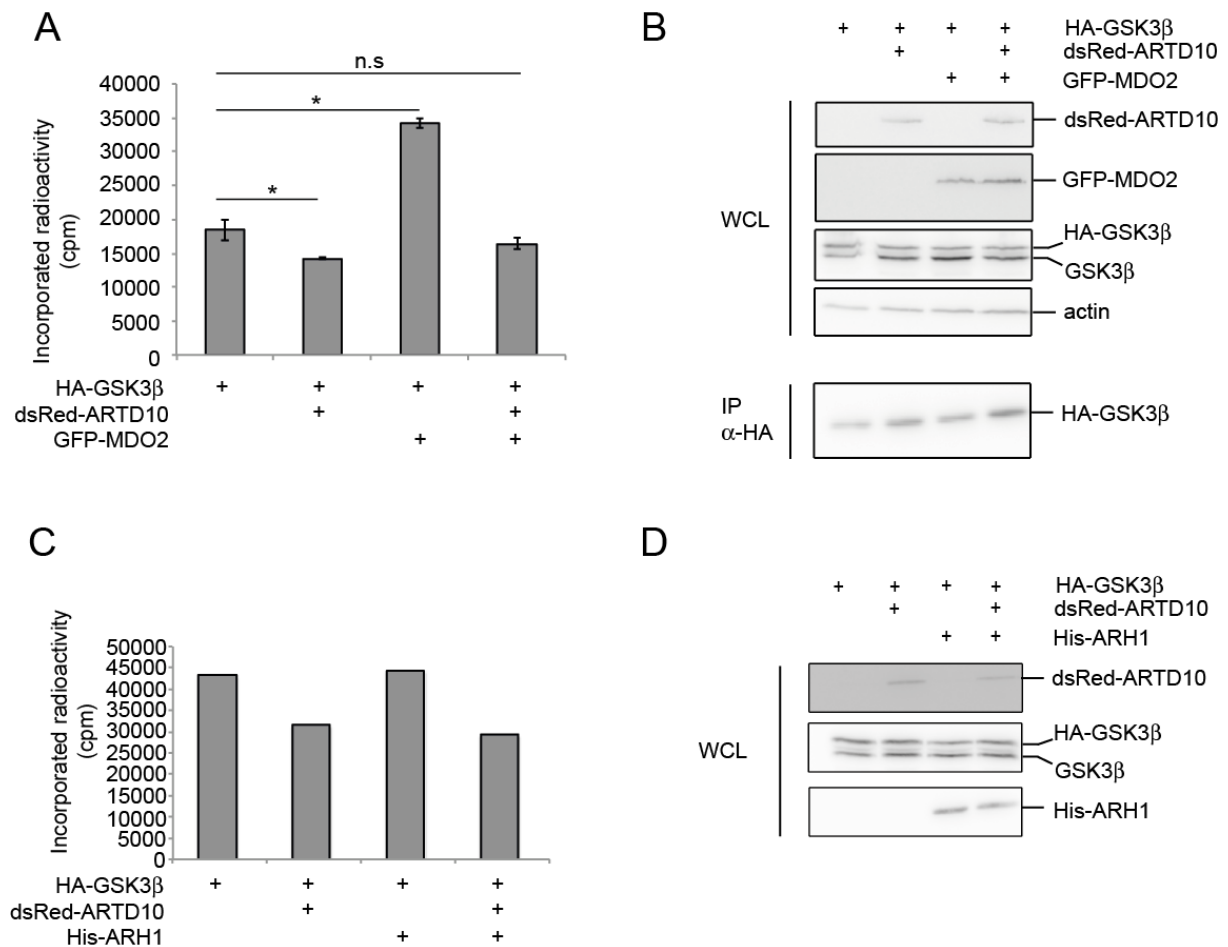 A
n.s
*
*
40000
35000
30000
25000
20000
15000
10000
5000
0
Incorporated radioactivity
(cpm)
HA-GSK3β + + + +
dsRed-ARTD10 + +
GFP-MDO2 + +
B
+ + + + HA-GSK3β
+ + dsRed-ARTD10
+ + GFP-MDO2
WCL
dsRed-ARTD10
GFP-MDO2
HA-GSK3β
GSK3β
actin
IP
α-HA
HA-GSK3β
C
50000
45000
40000
35000
30000
25000
20000
15000
10000
5000
0
Incorporated radioactivity
(cpm)
HA-GSK3β + + + +
dsRed-ARTD10 + +
His-ARH1 + +
D
+ + + + HA-GSK3β
+ + dsRed-ARTD10
+ + His-ARH1
WCL
dsRed-ARTD10
HA-GSK3β
GSK3β
His-ARH1